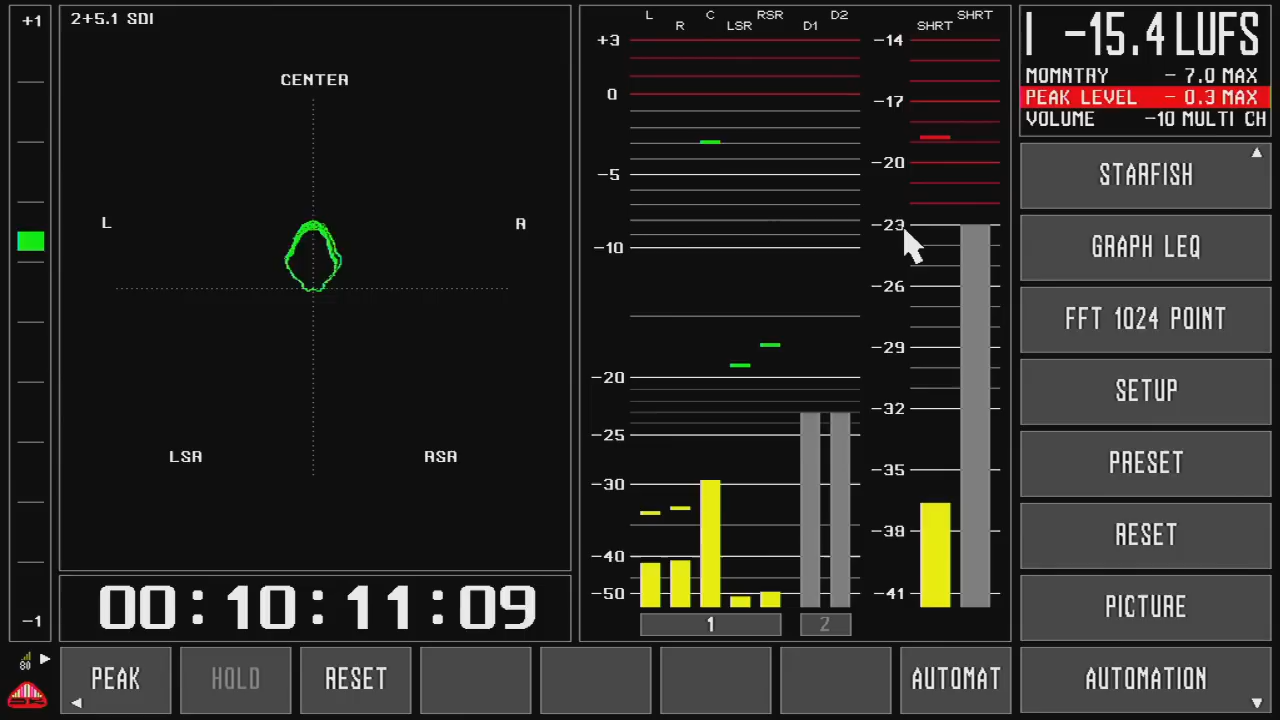 +1
-1
2+5.1 SDI
CENTER
L
R
LSR
RSR
00:10:11:09
L R C LSR RSR D1 D2
+3
0
-5
-10
-20
-25
-30
-40
-50
1 2
SHRT SHRT
-14
-17
-20
-23
-26
-29
-32
-35
-38
-41
I -15.4 LUFS
MOMNTRY - 7.0 MAX
PEAK LEVEL - 0.3 MAX
VOLUME -10 MULTI CH
STARFISH
GRAPH LEQ
FFT 1024 POINT
SETUP
PRESET
RESET
PICTURE
AUTOMATION
80
PEAK
HOLD
RESET
AUTOMAT